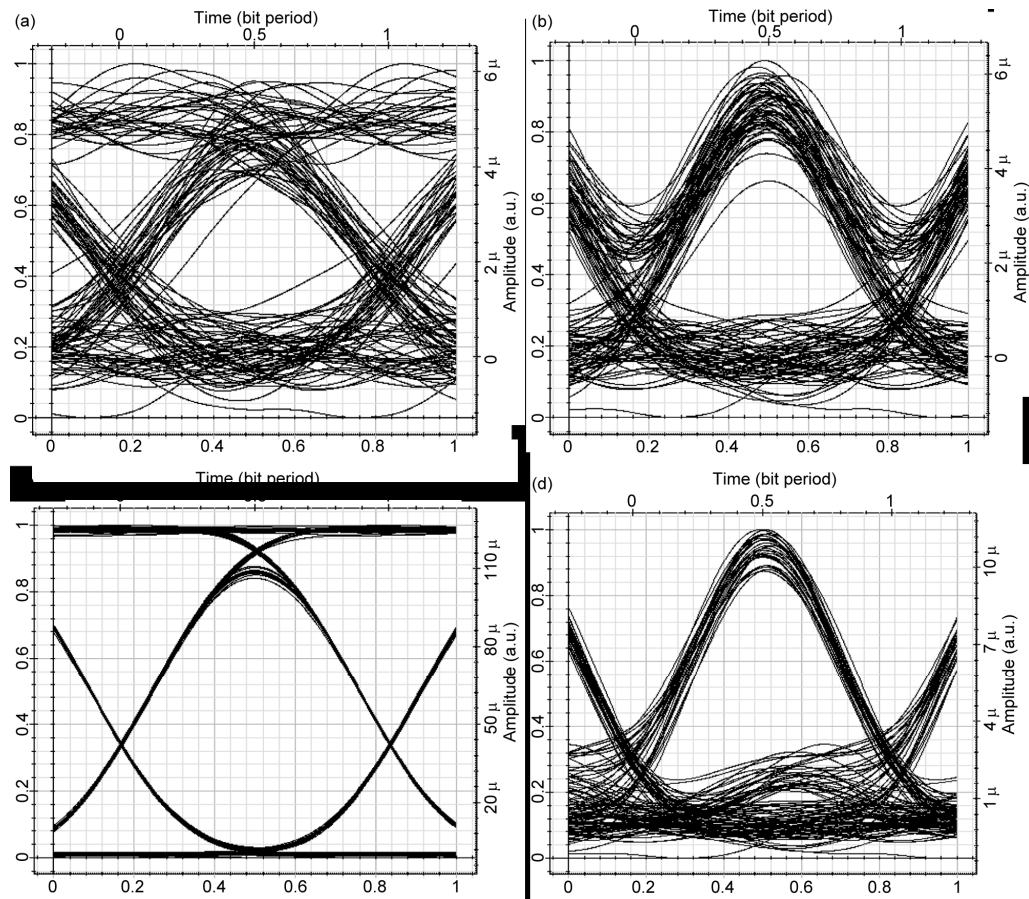 (a)
Time (bit period)
0 0.5 1
1
0.8
0.6
0.4
0.2
0
6 µ
4 µ
2 µ
0
Amplitude (a.u.)
0 0.2 0.4 0.6 0.8 1
(b)
Time (bit period)
0 0.5 1
0.8
0.6
0.4
0.2
0
6 µ
4 µ
2 µ
0
Amplitude (a.u.)
0 0.2 0.4 0.6 0.8 1
Time (bit period)
1
0.8
0.6
0.4
0.2
0
110 µ
80 µ
50 µ
20 µ
Amplitude (a.u.)
0 0.2 0.4 0.6 0.8 1
(d)
Time (bit period)
0 0.5 1
1
0.8
0.6
0.4
0.2
0
10 µ
7 µ
4 µ
1 µ
Amplitude (a.u.)
0 0.2 0.4 0.6 0.8 1